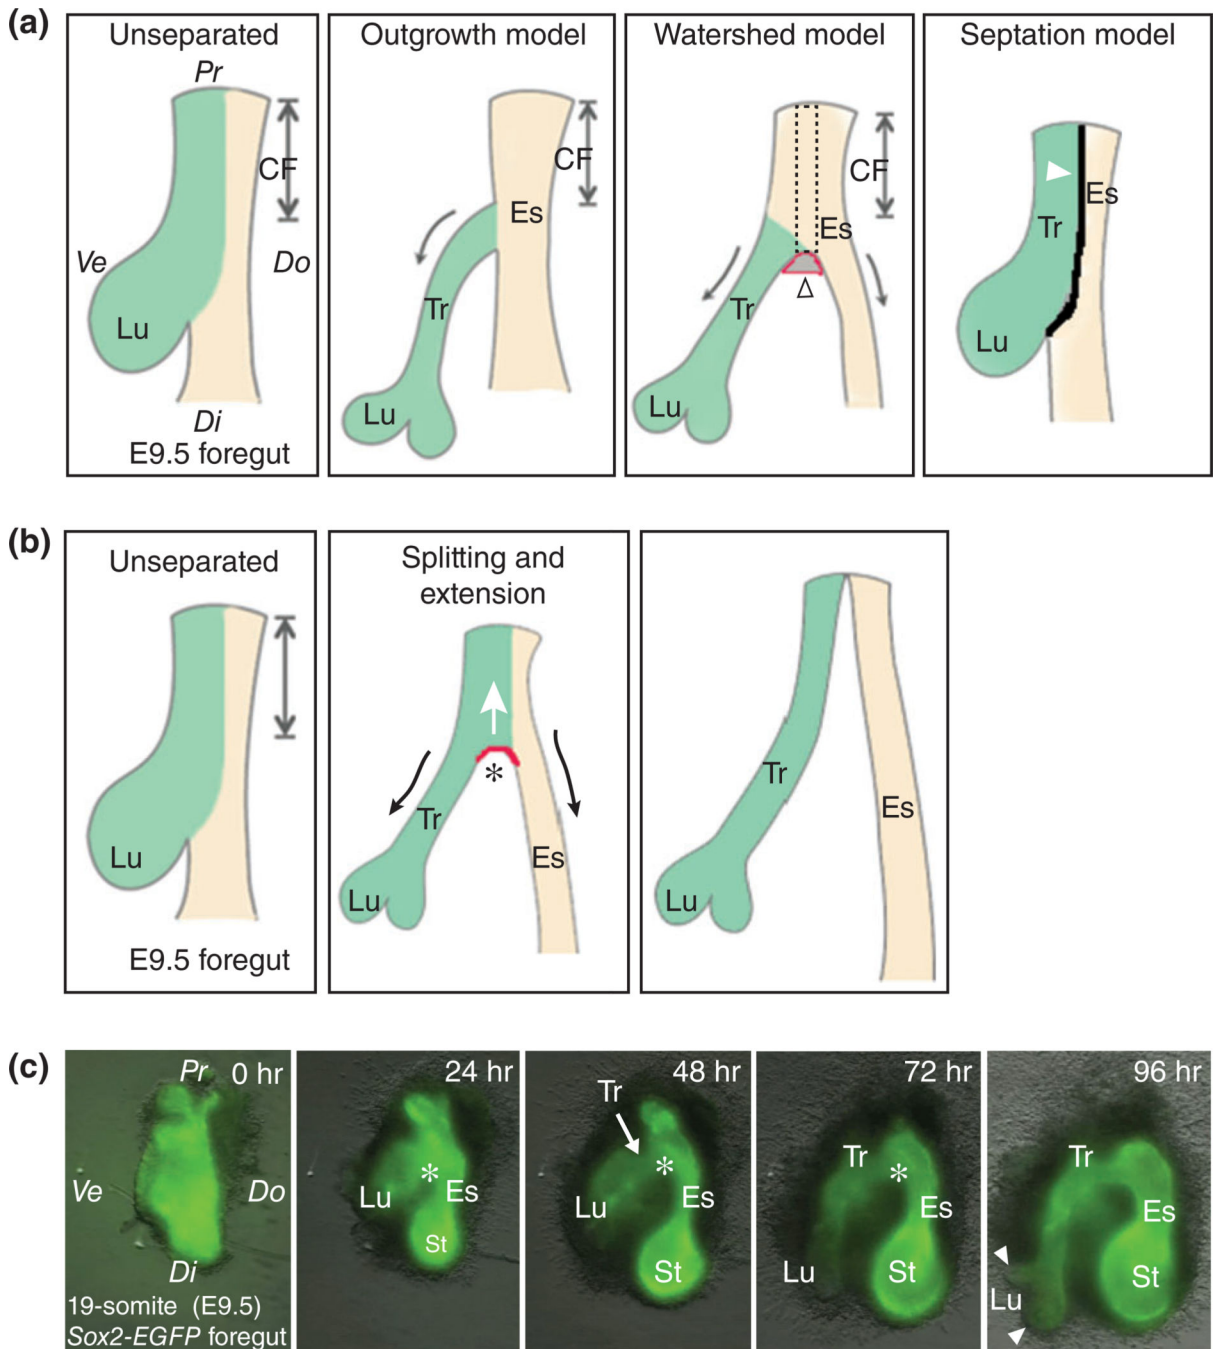 (a)
Unseparated
Pr
CF
Ve
Do
Lu
Di
E9.5 foregut
Outgrowth model
CF
Es
Tr
Lu
Watershed model
CF
Es
Tr
Lu
Septation model
Es
Tr
Lu
(b)
Unseparated
Lu
E9.5 foregut
Splitting and
extension
*
Tr
Es
Lu
Tr
Es
Lu
(c)
Pr
0 hr
Ve
Do
Di
19-somite (E9.5)
Sox2-EGFP foregut
24 hr
*
Lu
Es
St
48 hr
Tr
*
Lu
Es
St
72 hr
Tr
*
Es
Lu
St
96 hr
Tr
Es
St
Lu